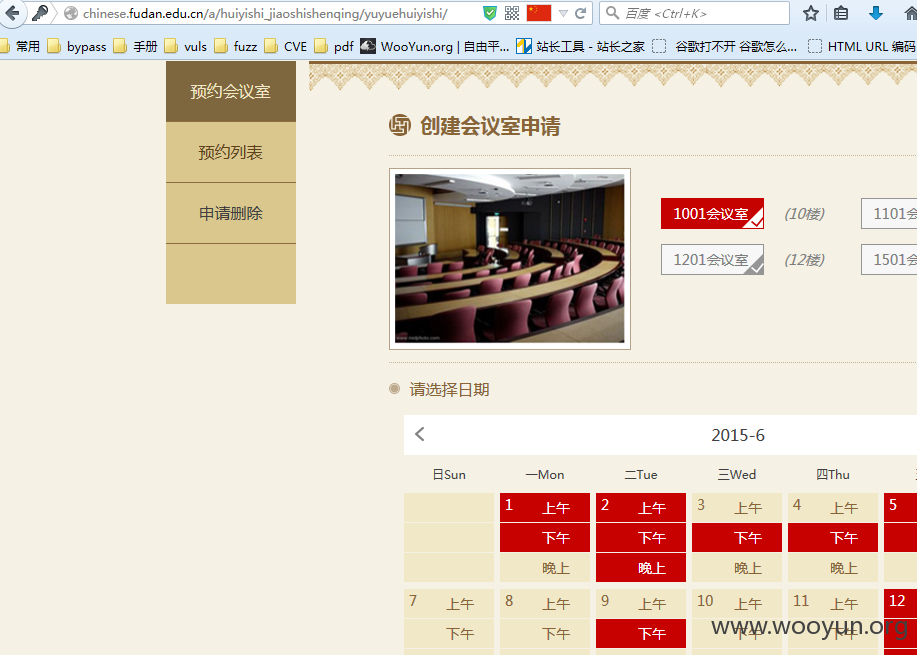 chinese.fudan.edu.cn/a/huiyishi_jiaoshishenqing/yuyuehuiyishi/
百度 <Ctrl+K>
常用 bypass 手册 vuls fuzz CVE pdf WooYun.org | 自由平... 站长工具 - 站长之家 谷歌打不开 谷歌怎么... HTML URL 编码
预约会议室
预约列表
申请删除
创建会议室申请
1001会议室 (10楼) 1101会
1201会议室 (12楼) 1501会
请选择日期
2015-6
日Sun 一Mon 二Tue 三Wed 四Thu
1 上午 2 上午 3 上午 4 上午 5
下午 下午 下午 下午
晚上 晚上 晚上 晚上
7 上午 8 上午 9 上午 10 上午 11 上午 12
下午 下午 下午 下午 下午
www.wooyun.org